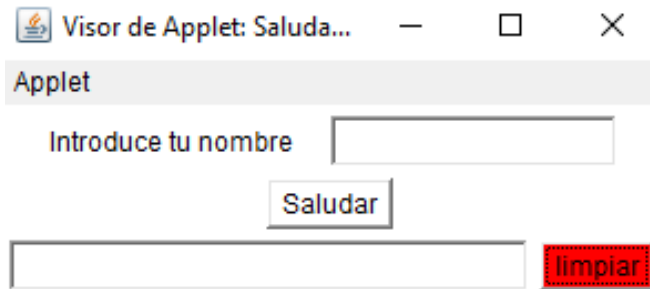 Visor de Applet: Saluda...
Applet
Introduce tu nombre
Saludar
limpiar